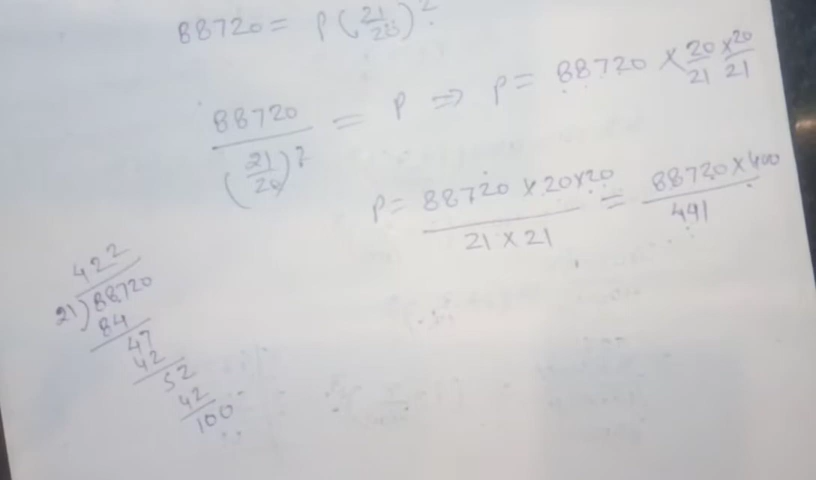 88720 = P(21/20)²
88720/(21/20)² = P ⇒ P = 88720 × 20/21 × 20/21
P = 88720 × 20×20 / 21 × 21 = 88720 × 400 / 491
422
21)88720
84
47
42
52
42
100